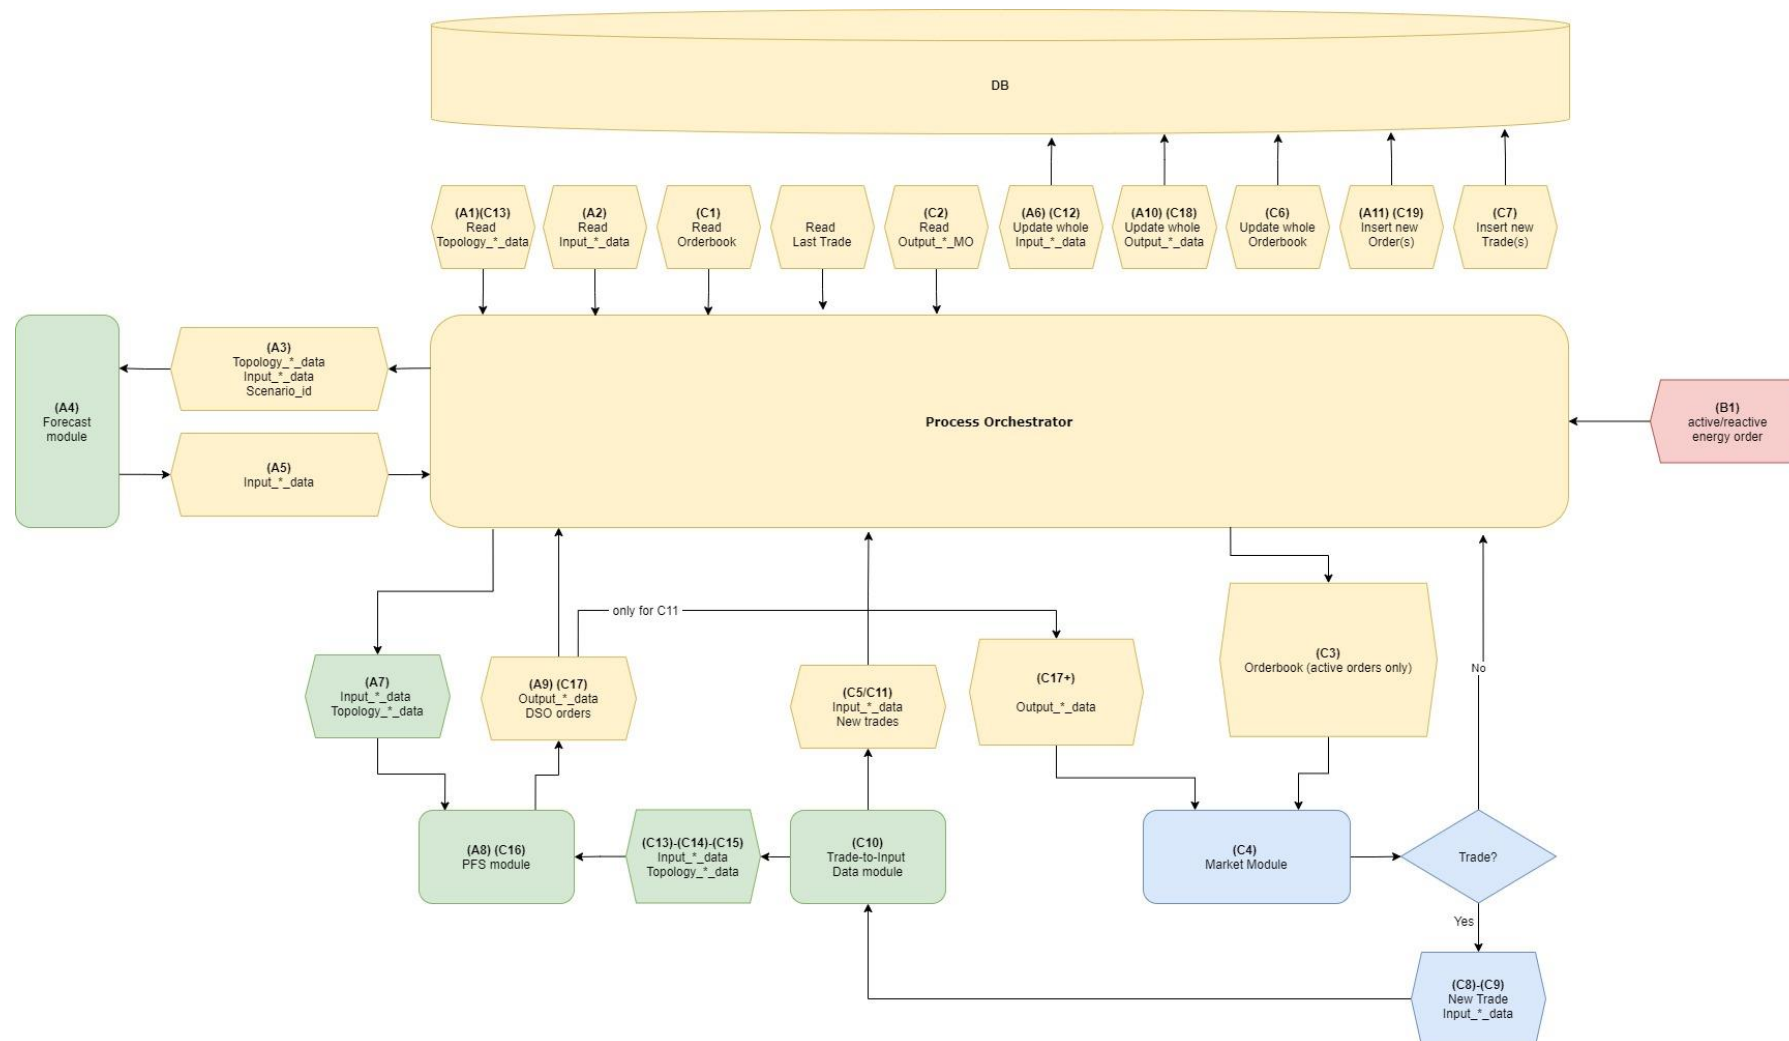 DB
(A1)(C13)
Read
Topology_*_data
(A2)
Read
Input_*_data
(C1)
Read
Orderbook
Read
Last Trade
(C2)
Read
Output_*_MO
(A6) (C12)
Update whole
Input_*_data
(A10) (C18)
Update whole
Output_*_data
(C6)
Update whole
Orderbook
(A11) (C19)
Insert new
Order(s)
(C7)
Insert new
Trade(s)
(A3)
Topology_*_data
Input_*_data
Scenario_id
(A4)
Forecast
module
(A5)
Input_*_data
Process Orchestrator
(B1)
active/reactive
energy order
only for C11
(A7)
Input_*_data
Topology_*_data
(A9) (C17)
Output_*_data
DSO orders
(C5/C11)
Input_*_data
New trades
(C17+)
Output_*_data
(C3)
Orderbook (active orders only)
No
(A8) (C16)
PFS module
(C13)-(C14)-(C15)
Input_*_data
Topology_*_data
(C10)
Trade-to-Input
Data module
(C4)
Market Module
Trade?
Yes
(C8)-(C9)
New Trade
Input_*_data